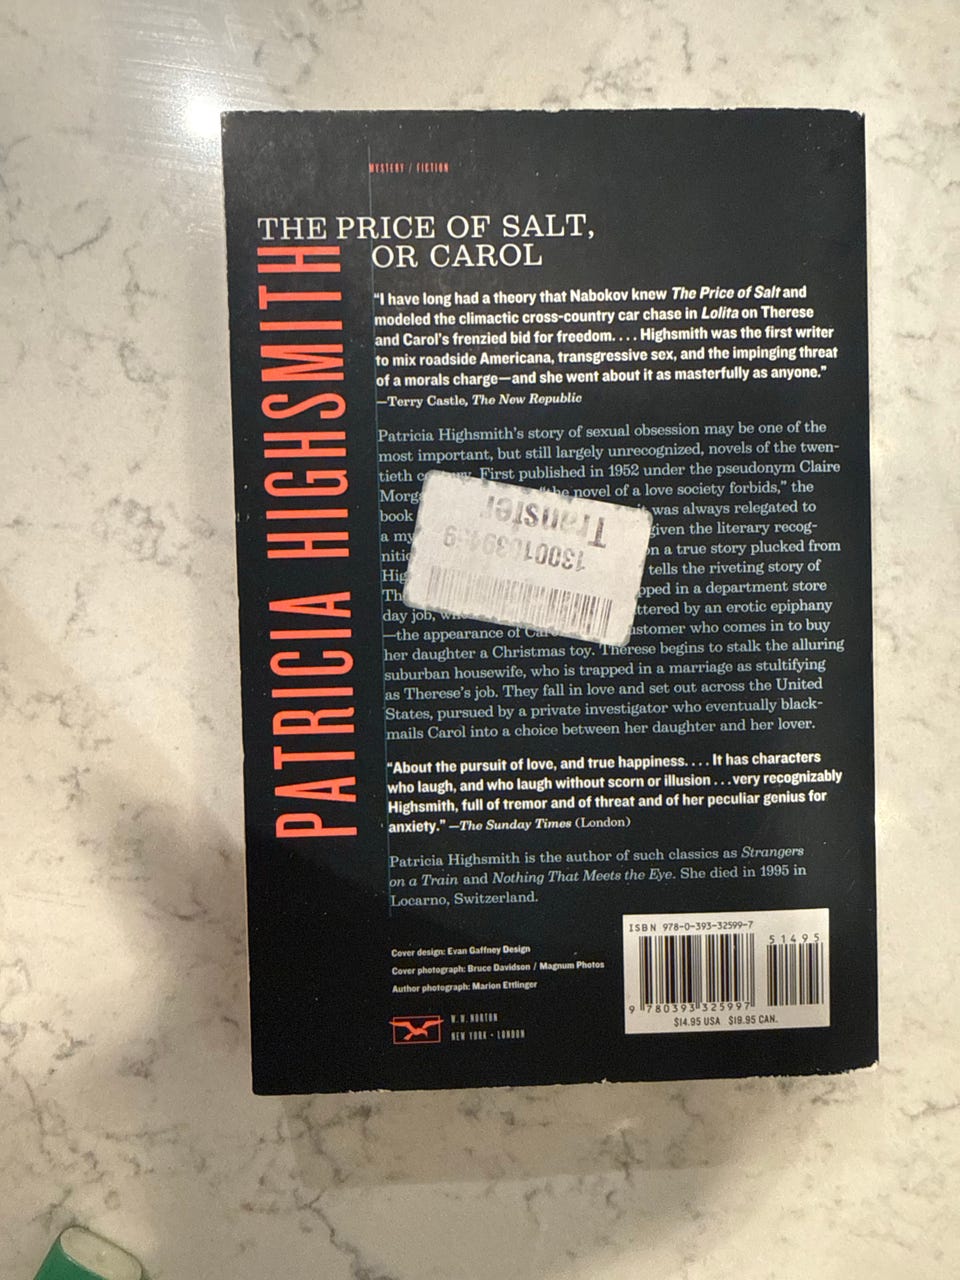 MYSTERY / FICTION
THE PRICE OF SALT,
OR CAROL
PATRICIA HIGHSMITH
“I have long had a theory that Nabokov knew The Price of Salt and
modeled the climactic cross-country car chase in Lolita on Therese
and Carol’s frenzied bid for freedom. . . . Highsmith was the first writer
to mix roadside Americana, transgressive sex, and the impinging threat
of a morals charge—and she went about it as masterfully as anyone.”
—Terry Castle, The New Republic
Patricia Highsmith’s story of sexual obsession may be one of the
most important, but still largely unrecognized, novels of the twen-
tieth First published in 1952 under the pseudonym Claire
Morg the novel of a love society forbids,” the
book was always relegated to
a my given the literary recog-
nitio n a true story plucked from
Hig tells the riveting story of
Th pped in a department store
day job, ttered by an erotic epiphany
—the appearance of ustomer who comes in to buy
her daughter a Christmas toy. Therese begins to stalk the alluring
suburban housewife, who is trapped in a marriage as stultifying
as Therese’s job. They fall in love and set out across the United
States, pursued by a private investigator who eventually black-
mails Carol into a choice between her daughter and her lover.
Transfer
130010394-9
“About the pursuit of love, and true happiness. . . . It has characters
who laugh, and who laugh without scorn or illusion . . . very recognizably
Highsmith, full of tremor and of threat and of her peculiar genius for
anxiety.” —The Sunday Times (London)
Patricia Highsmith is the author of such classics as Strangers
on a Train and Nothing That Meets the Eye. She died in 1995 in
Locarno, Switzerland.
Cover design: Evan Gaffney Design
Cover photograph: Bruce Davidson / Magnum Photos
Author photograph: Marion Ettlinger
W. W. NORTON
NEW YORK • LONDON
ISBN 978-0-393-32599-7
51495
9 780393 325997
$14.95 USA $19.95 CAN.